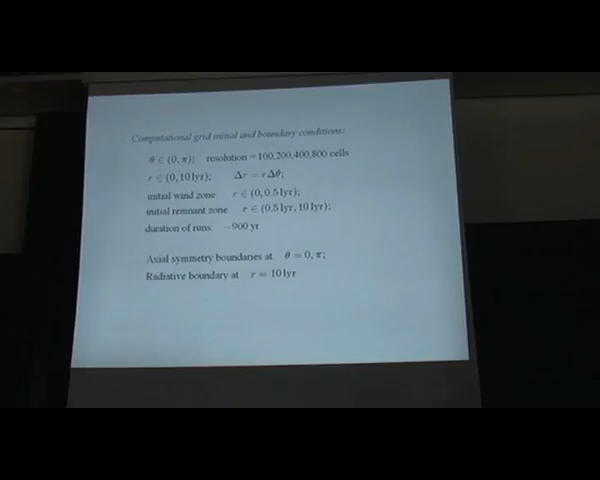 Computational grid initial and boundary conditions:
θ ∈ (0, π); resolution = 100,200,400,800 cells
r ∈ (0, 10 lyr); Δr = rΔθ;
initial wind zone r ∈ (0, 0.5 lyr);
initial remnant zone r ∈ (0.5 lyr, 10 lyr);
duration of runs: ~900 yr
Axial symmetry boundaries at θ = 0, π;
Radiative boundary at r = 10 lyr